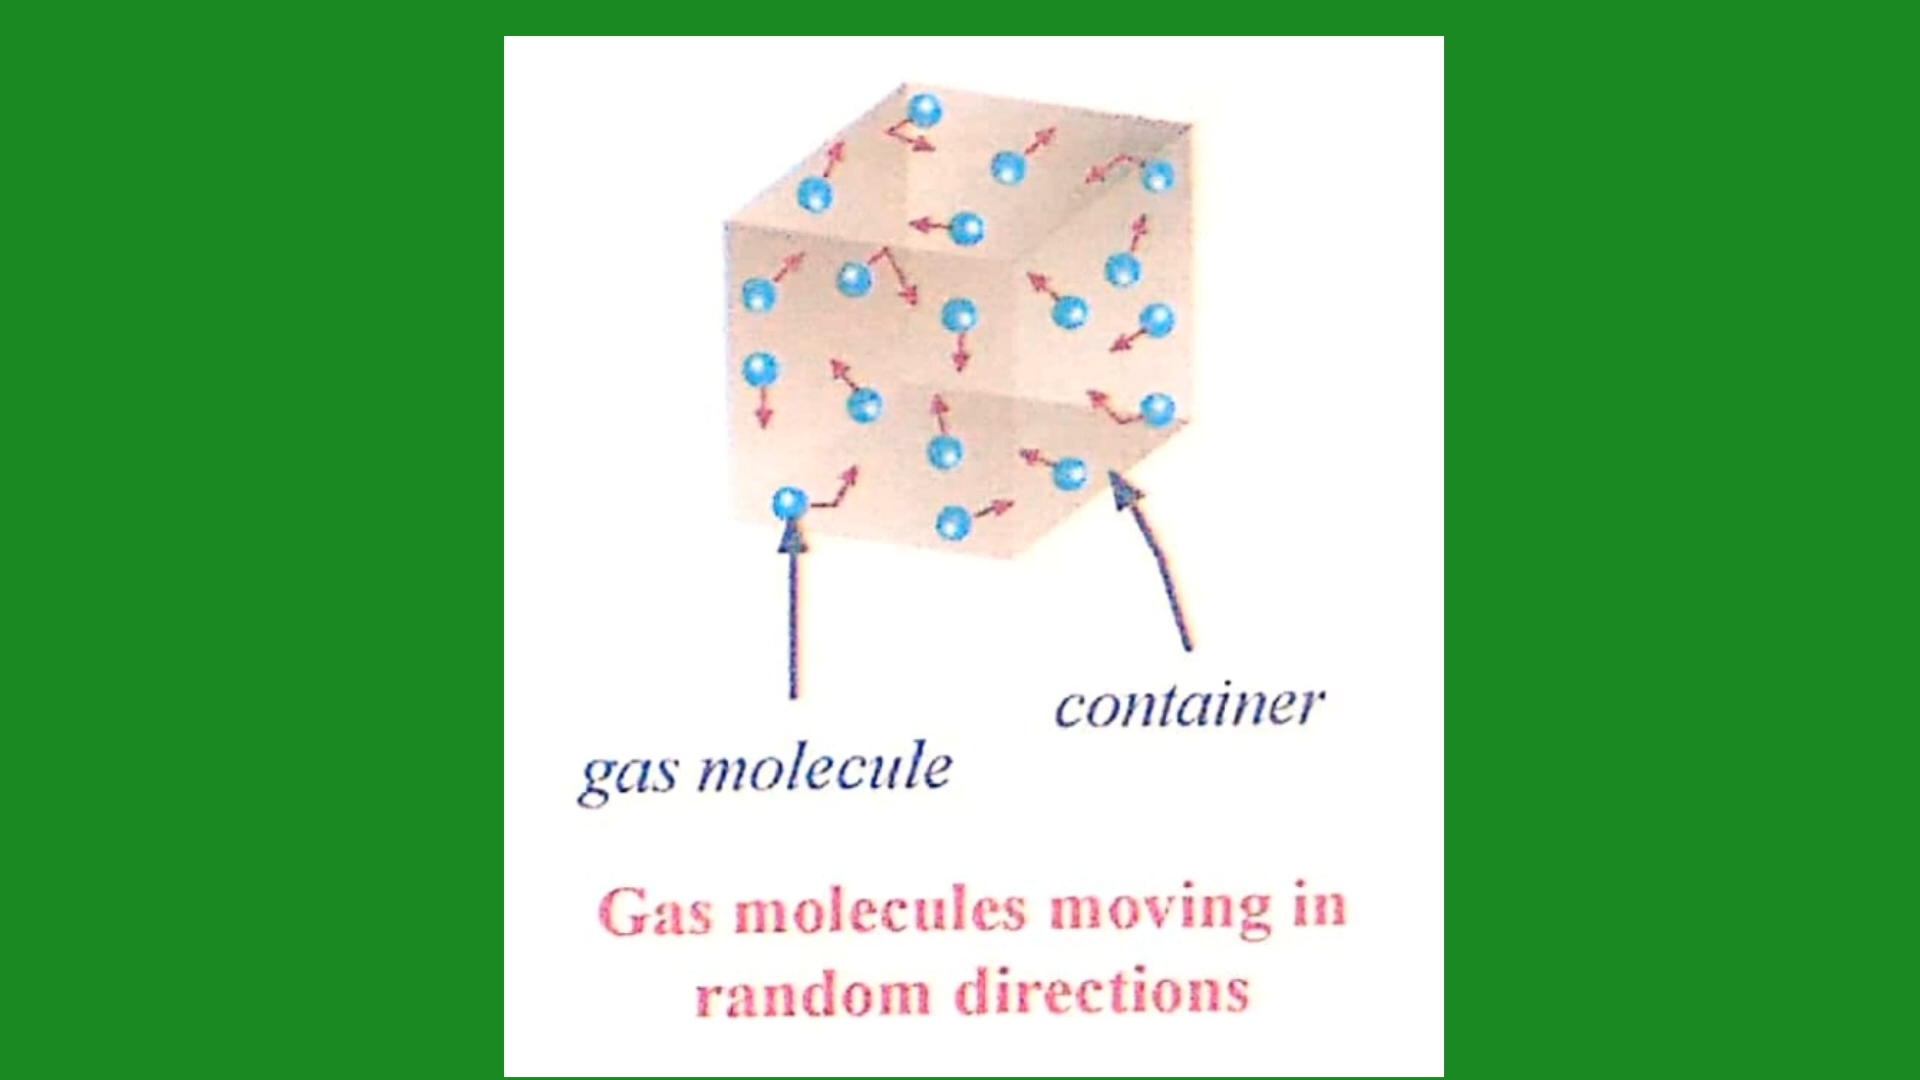 container
gas molecule
Gas molecules moving in
random directions